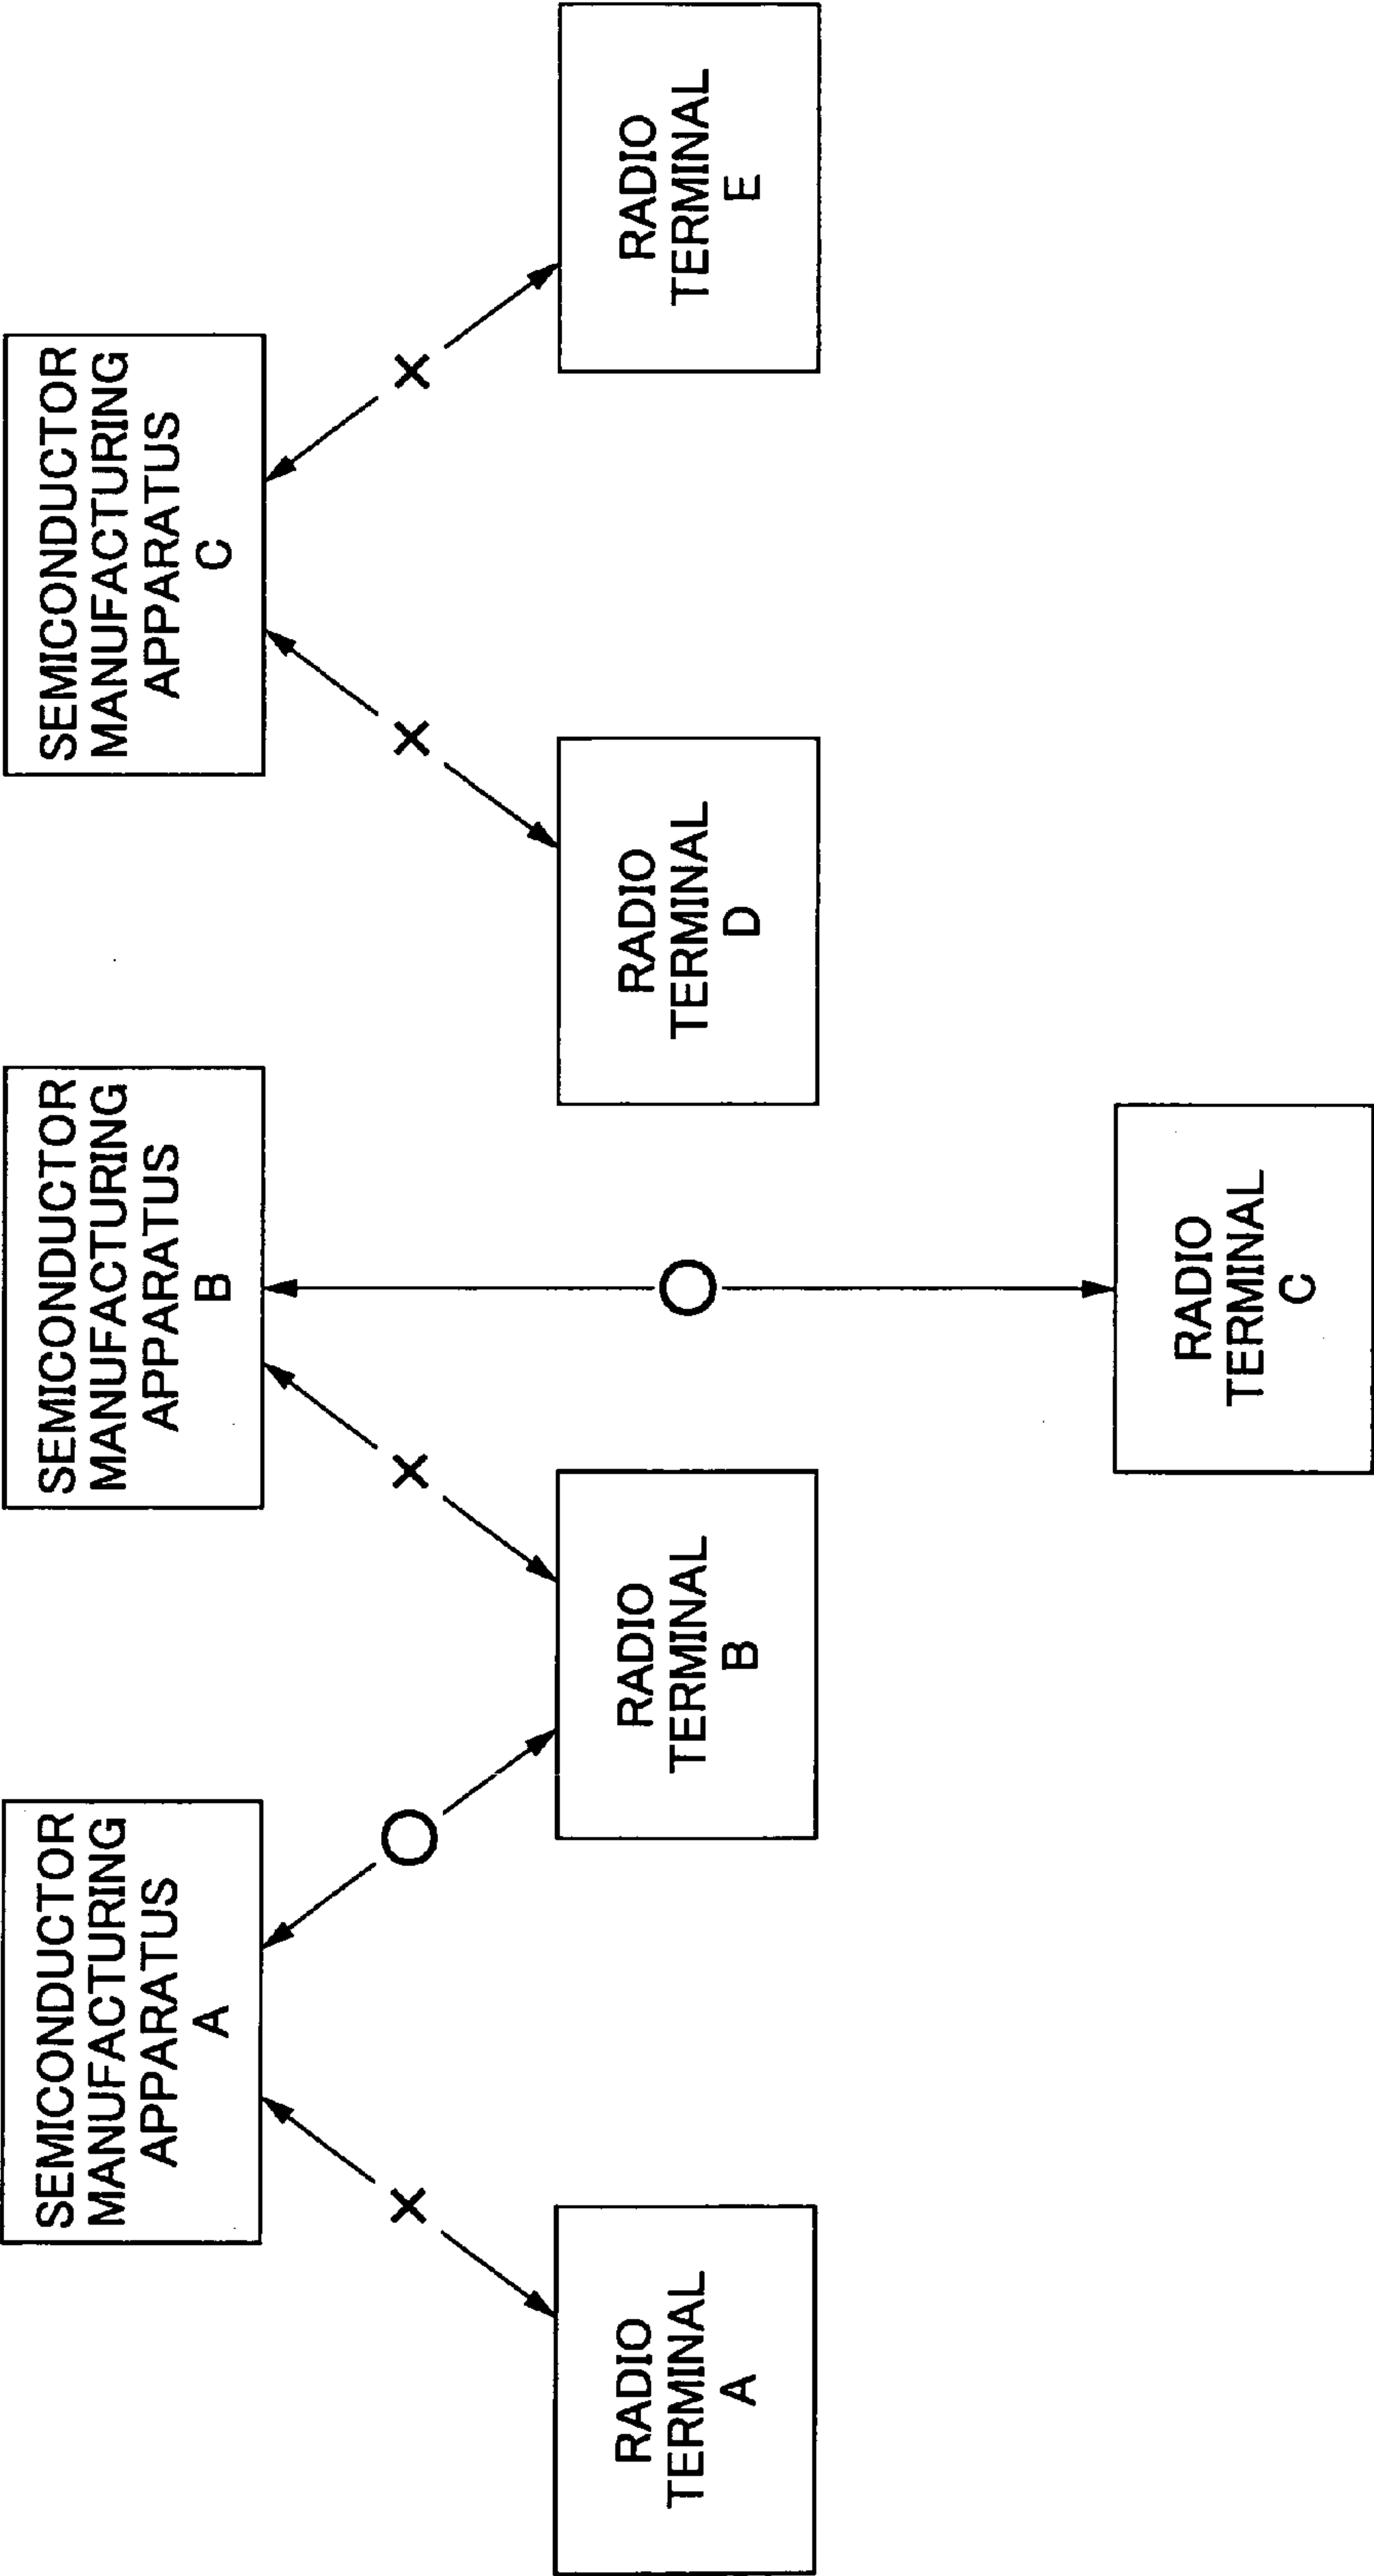 SEMICONDUCTOR
MANUFACTURING
APPARATUS
A
SEMICONDUCTOR
MANUFACTURING
APPARATUS
B
SEMICONDUCTOR
MANUFACTURING
APPARATUS
C
RADIO
TERMINAL
A
RADIO
TERMINAL
B
RADIO
TERMINAL
D
RADIO
TERMINAL
E
RADIO
TERMINAL
C